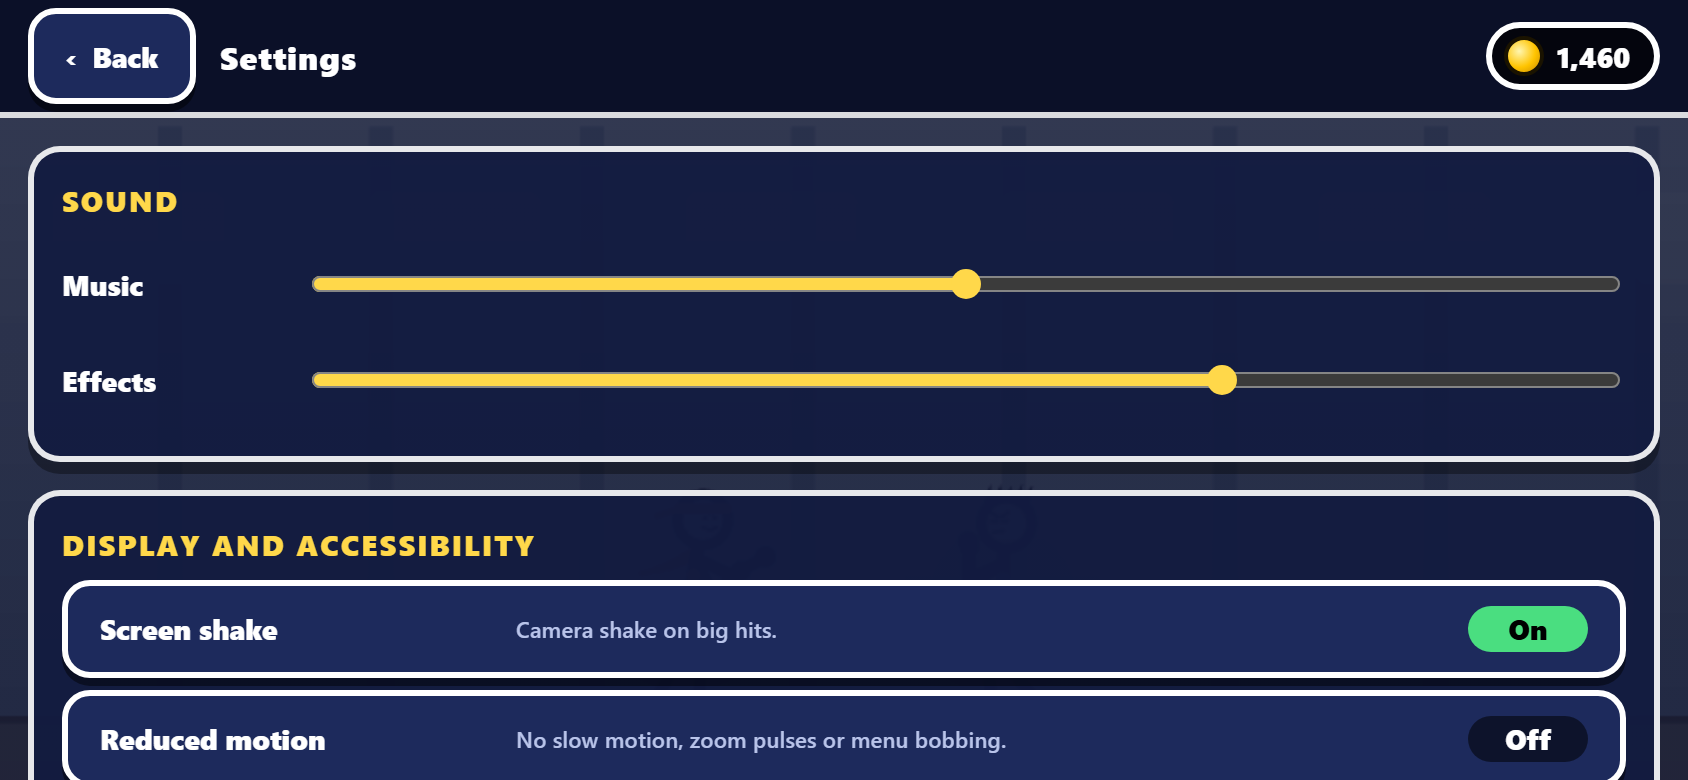 ‹ Back
Settings
1,460
SOUND
Music
Effects
DISPLAY AND ACCESSIBILITY
Screen shake
Camera shake on big hits.
On
Reduced motion
No slow motion, zoom pulses or menu bobbing.
Off